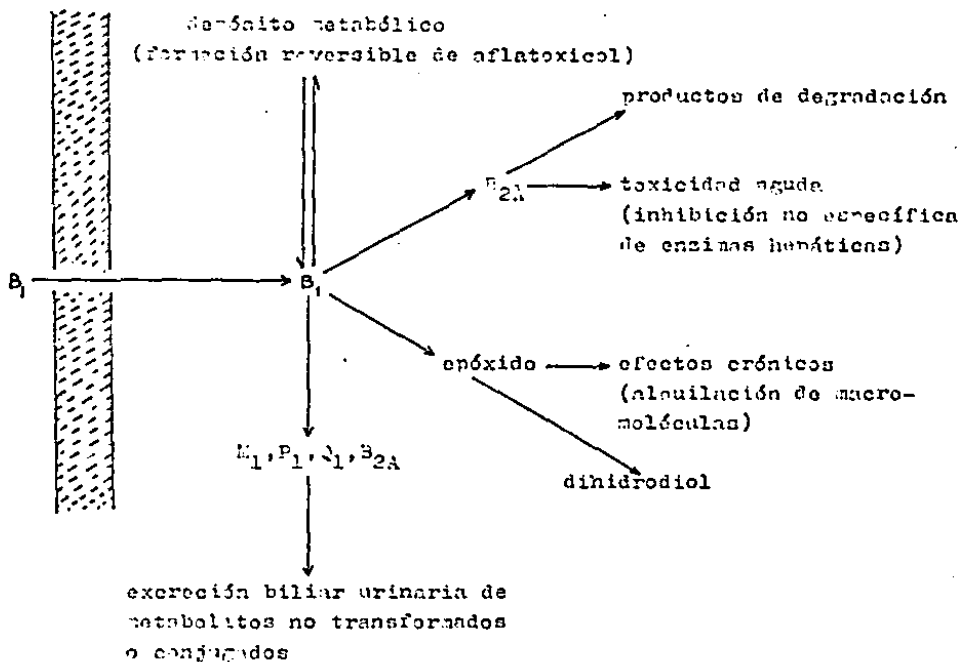 depósito metabólico
(formación reversible de aflatoxicol)
productos de degradación
B2A
toxicidad aguda
(inhibición no específica
de enzimas hepáticas)
B1
B1
epóxido
efectos crónicos
(alquilación de macro-
moléculas)
M1,P1,Q1,B2A
dihidrodiol
excreción biliar urinaria de
metabolitos no transformados
o conjugados